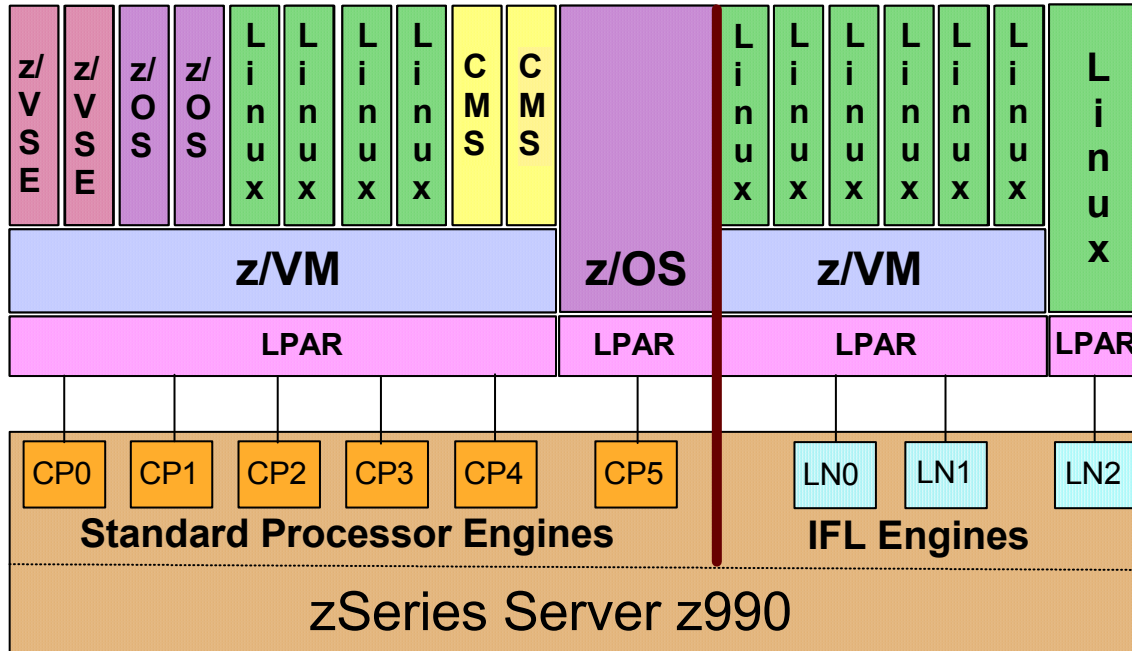 z/VSE
z/VSE
z/OS
z/OS
Linux
Linux
Linux
Linux
CMS
CMS
Linux
Linux
Linux
Linux
Linux
Linux
Linux
z/VM
z/OS
z/VM
LPAR
LPAR
LPAR
LPAR
CP0
CP1
CP2
CP3
CP4
CP5
LN0
LN1
LN2
Standard Processor Engines
IFL Engines
zSeries Server z990